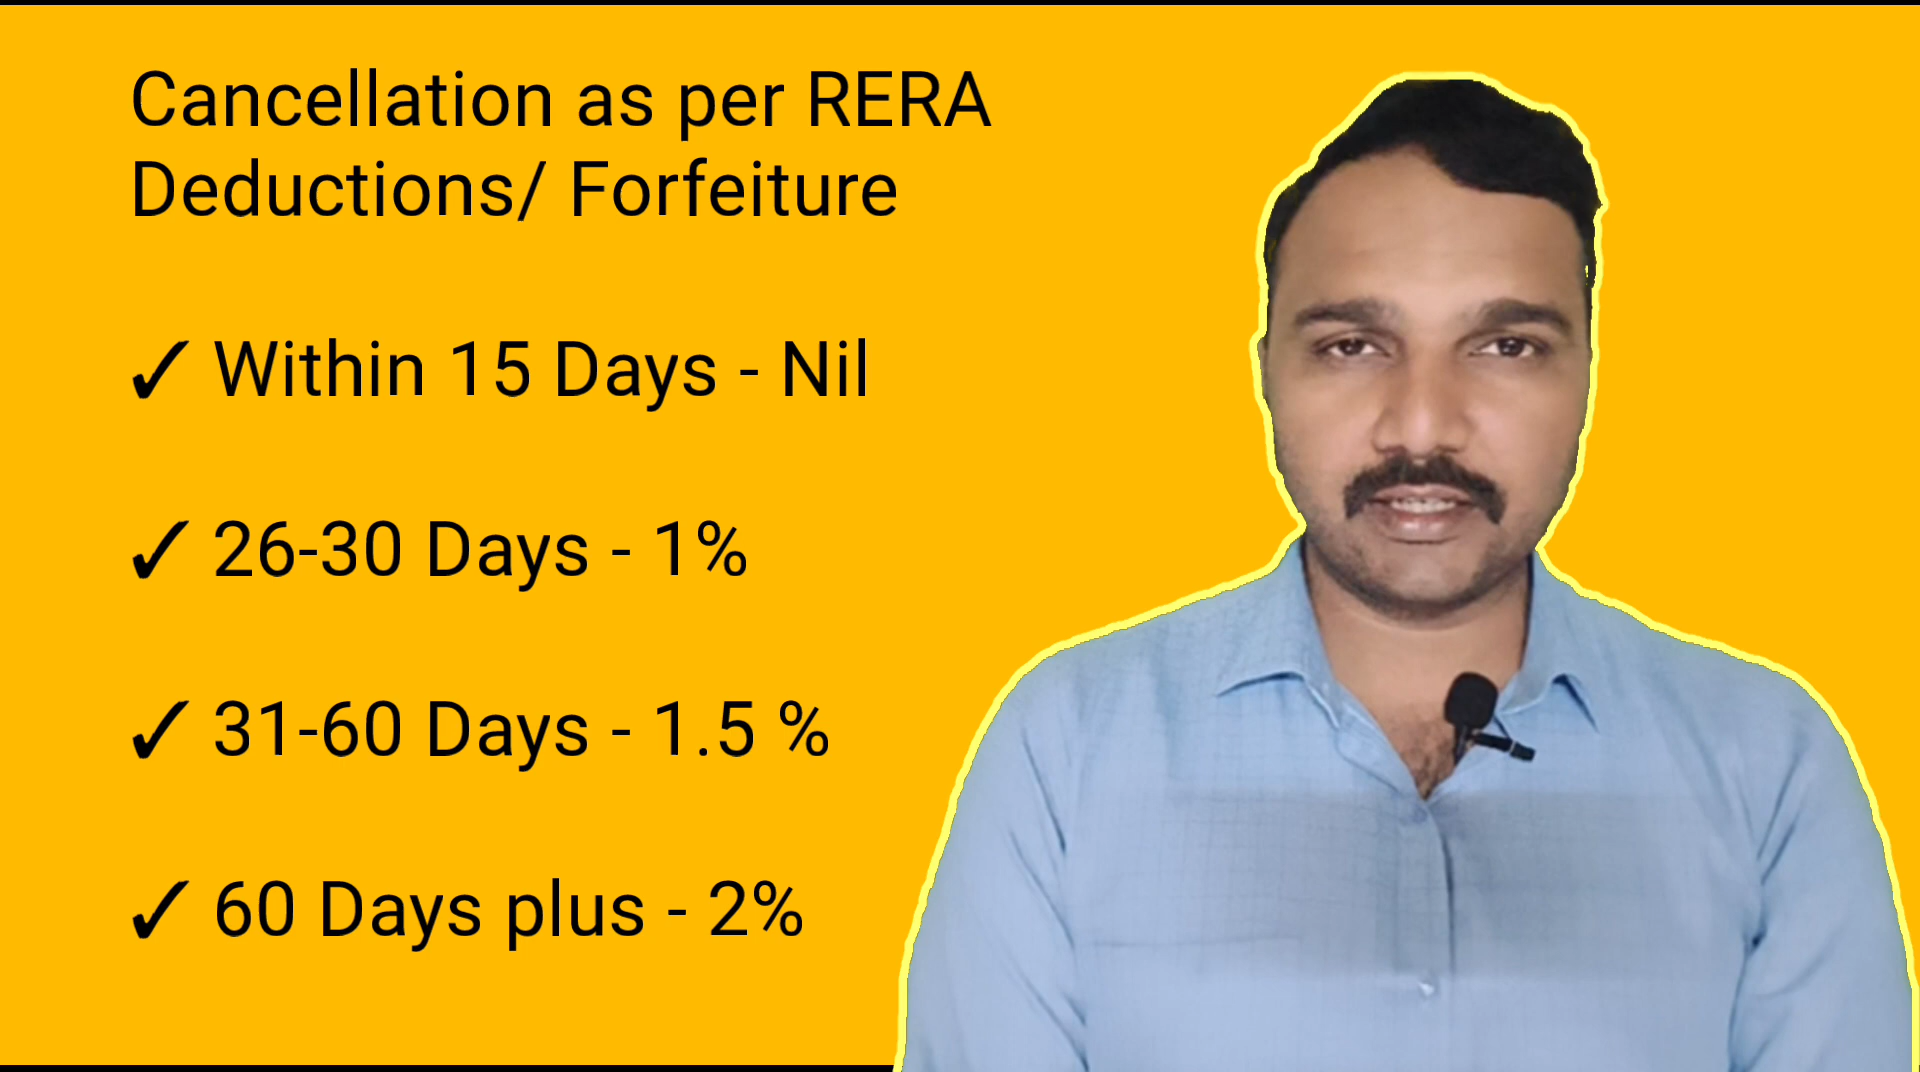 Cancellation as per RERA
Deductions/ Forfeiture
✓ Within 15 Days - Nil
✓ 26-30 Days - 1%
✓ 31-60 Days - 1.5 %
✓ 60 Days plus - 2%